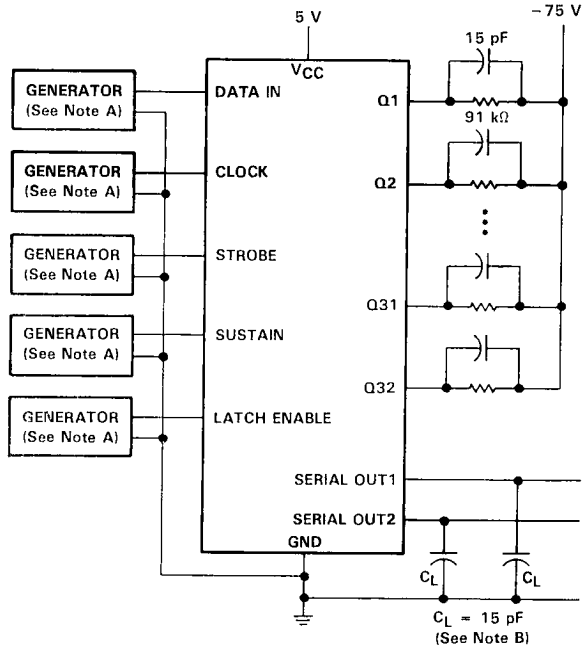 5 V
-75 V
15 pF
VCC
GENERATOR
(See Note A)
DATA IN
Q1
91 kΩ
GENERATOR
(See Note A)
CLOCK
Q2
GENERATOR
(See Note A)
STROBE
Q31
GENERATOR
(See Note A)
SUSTAIN
Q32
GENERATOR
(See Note A)
LATCH ENABLE
SERIAL OUT1
SERIAL OUT2
GND
CL
CL
CL = 15 pF
(See Note B)